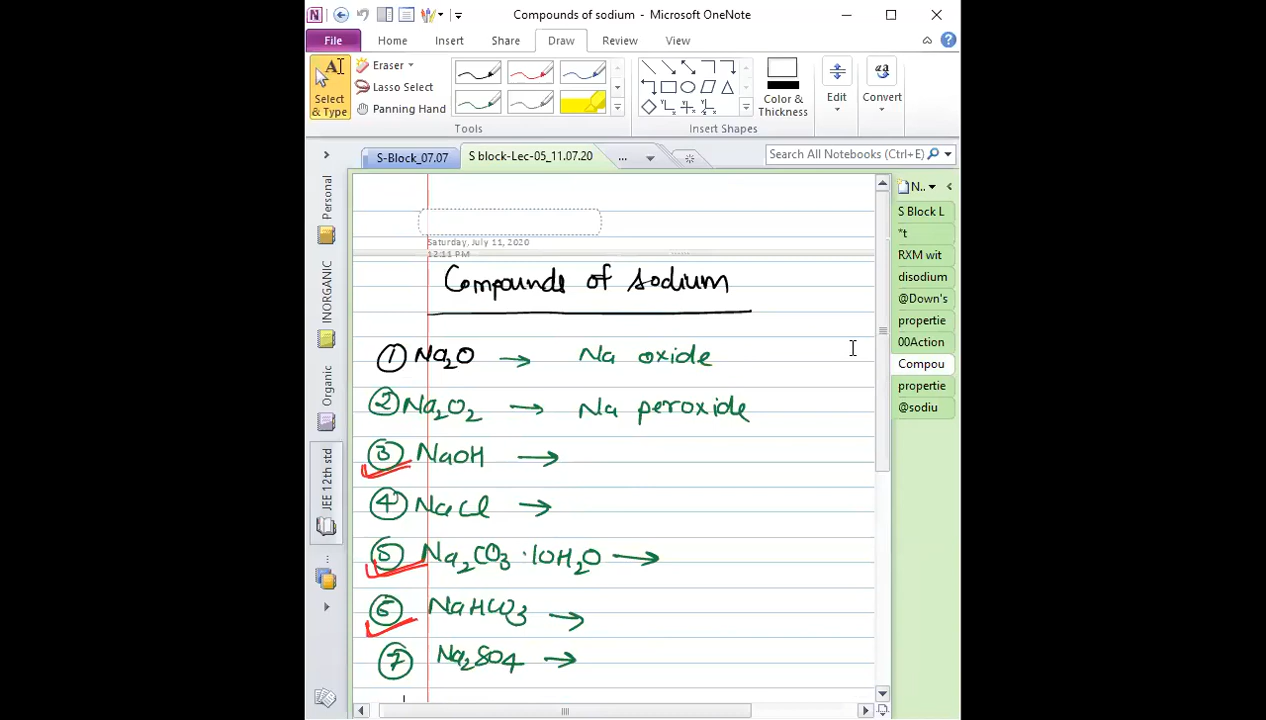 Compounds of sodium - Microsoft OneNote
File Home Insert Share Draw Review View
Select & Type
Eraser
Lasso Select
Panning Hand
Tools
Insert Shapes
Color & Thickness
Edit
Convert
S-Block_07.07
S block-Lec-05_11.07.20
...
Search All Notebooks (Ctrl+E)
N..
Personal
INORGANIC
Organic
JEE 12th std
S Block L
*t
RXM wit
disodium
@Down's
propertie
00Action
Compou
propertie
@sodiu
Saturday, July 11, 2020
12:11 PM
Compounds of sodium
① Na₂O → Na oxide
② Na₂O₂ → Na peroxide
③ NaOH →
④ NaCl →
⑤ Na₂CO₃·10H₂O →
⑥ NaHCO₃ →
⑦ Na₂SO₄ →